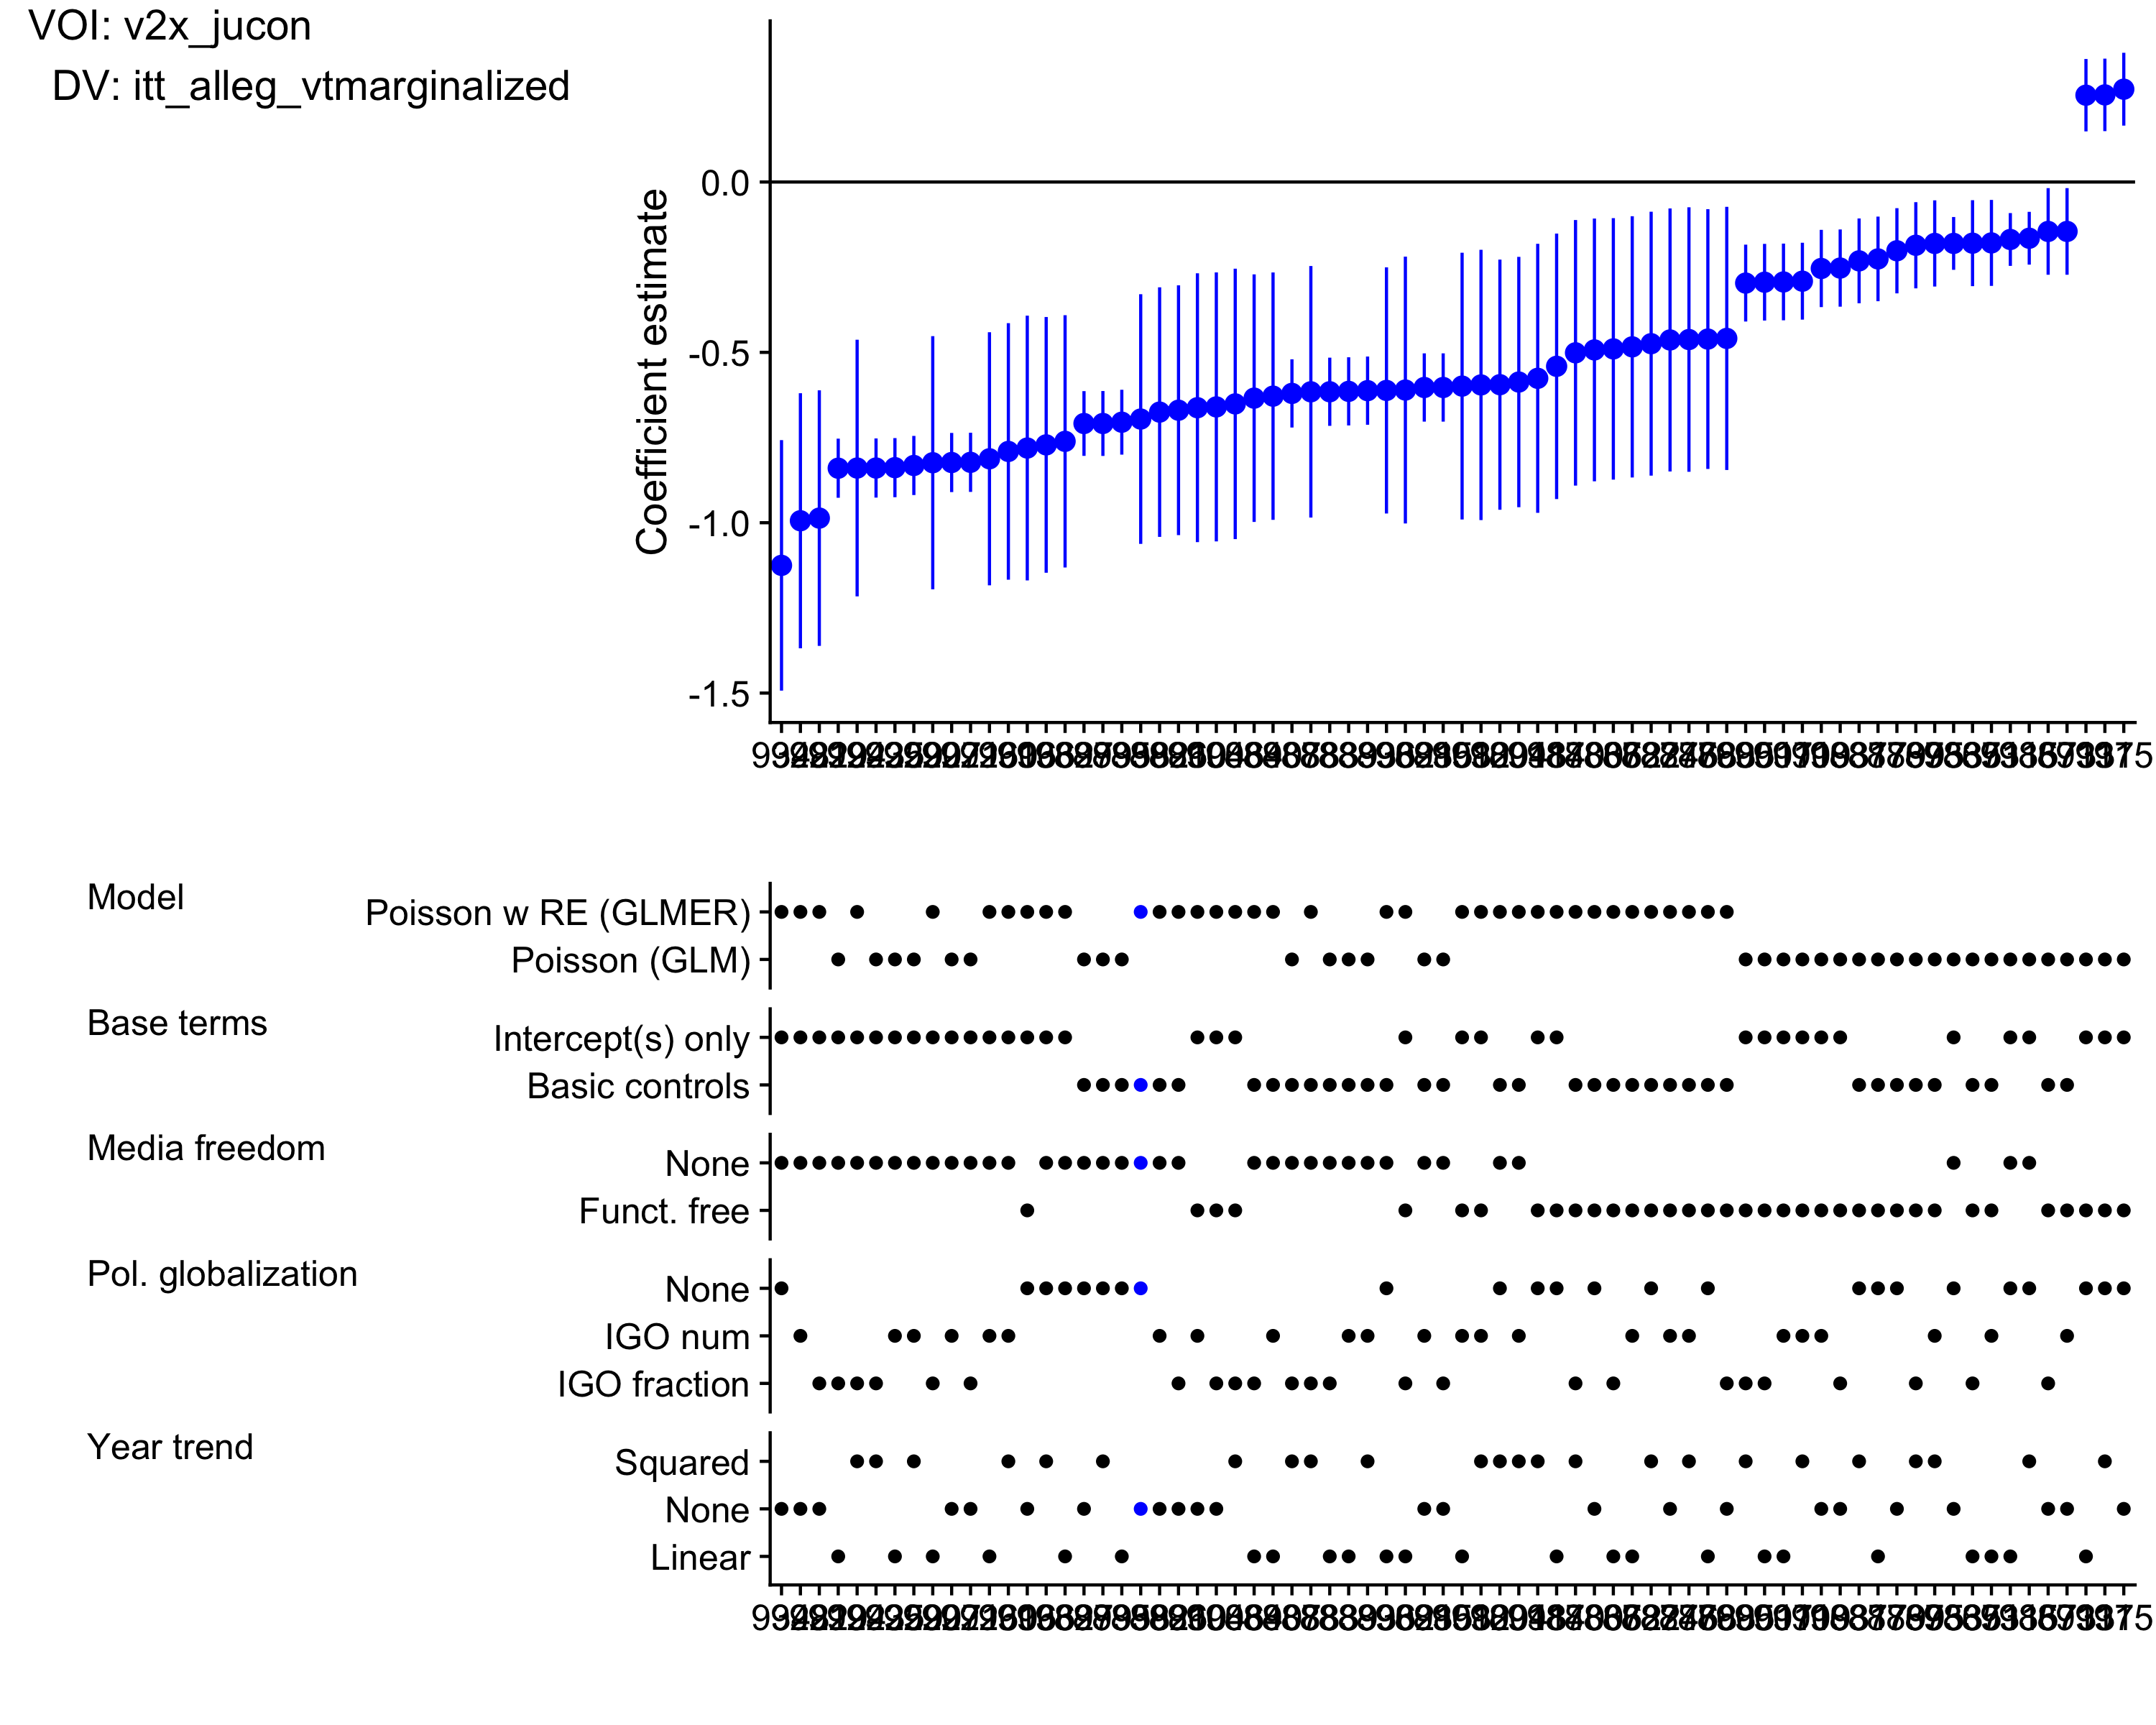 VOI: v2x_jucon
DV: itt_alleg_vtmarginalized
Coefficient estimate
0.0
-0.5
-1.0
-1.5
Model
Poisson w RE (GLMER)
Poisson (GLM)
Base terms
Intercept(s) only
Basic controls
Media freedom
None
Funct. free
Pol. globalization
None
IGO num
IGO fraction
Year trend
Squared
None
Linear